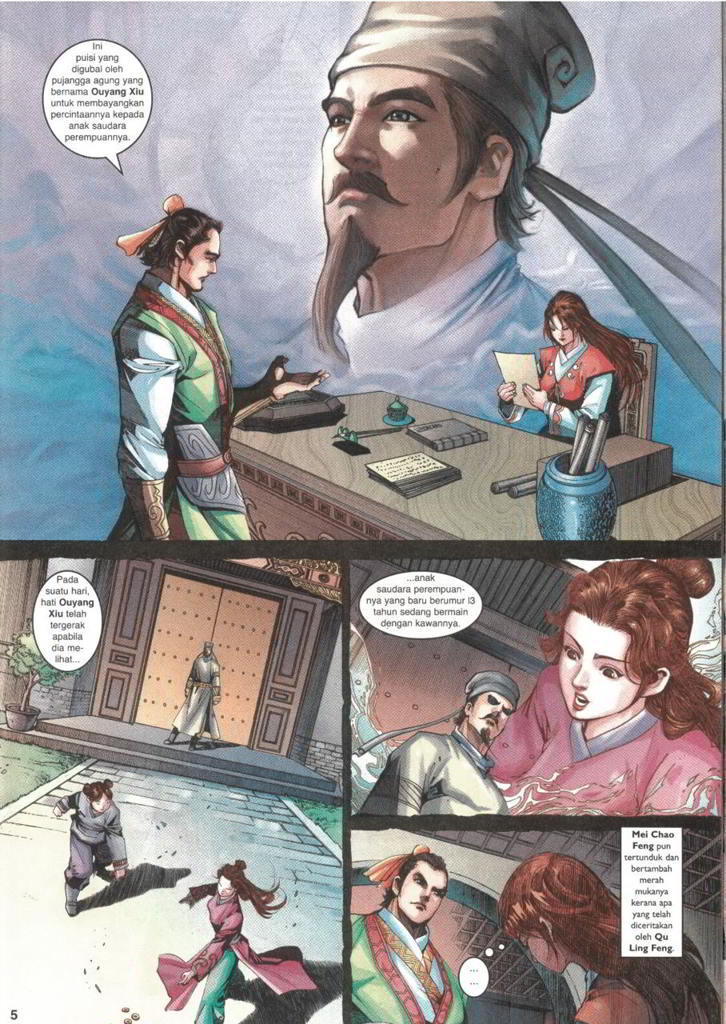 Ini
puisi yang
digubal oleh
pujangga agung yang
bernama Ouyang Xiu
untuk membayangkan
percintaannya kepada
anak saudara
perempuannya.
Pada
suatu hari,
hati Ouyang
Xiu telah
tergerak
apabila
dia me-
lihat...
...anak
saudara perempuan-
nya yang baru berumur 13
tahun sedang bermain
dengan kawannya.
Mei Chao
Feng pun
tertunduk dan
bertambah
merah
mukanya
kerana apa
yang telah
diceritakan
oleh Qu
Ling Feng.
...
...
5